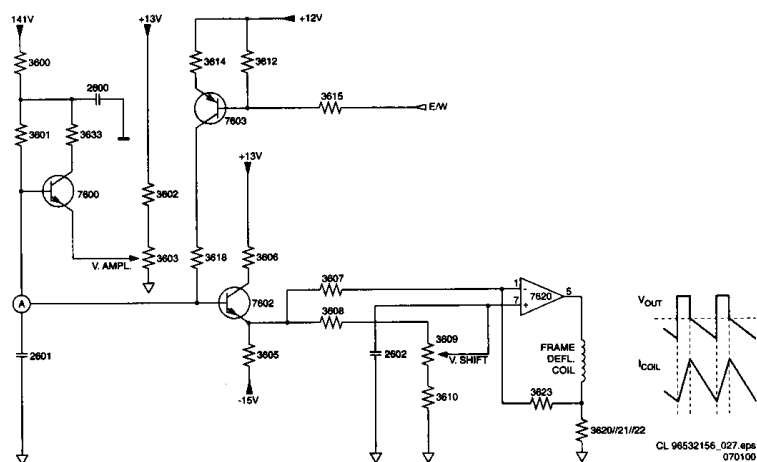 141V
+13V
+12V
3600
3614
3612
2600
3615
E/W
7603
3601
3633
+13V
7600
3602
V. AMPL.
3603
3618
3606
A
7602
3607
1
-
5
7
+
7620
3608
3609
V. SHIFT
3605
2601
-15V
2602
3610
FRAME
DEFL.
COIL
3623
3620//21//22
VOUT
ICOIL
CL 96532156_027.eps
070100